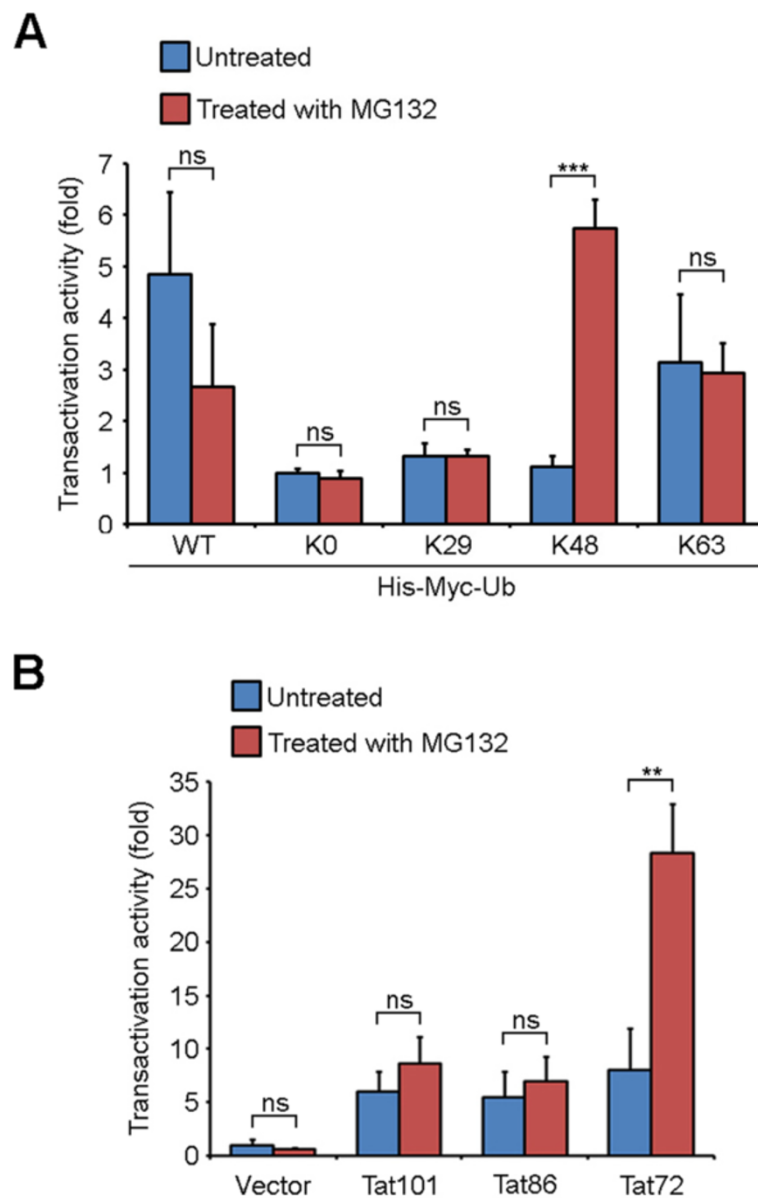 A
Untreated
Treated with MG132
Transactivation activity (fold)
7
6
5
4
3
2
1
0
ns
ns
ns
***
ns
WT K0 K29 K48 K63
His-Myc-Ub
B
Untreated
Treated with MG132
Transactivation activity (fold)
35
30
25
20
15
10
5
0
ns
ns
ns
**
Vector Tat101 Tat86 Tat72